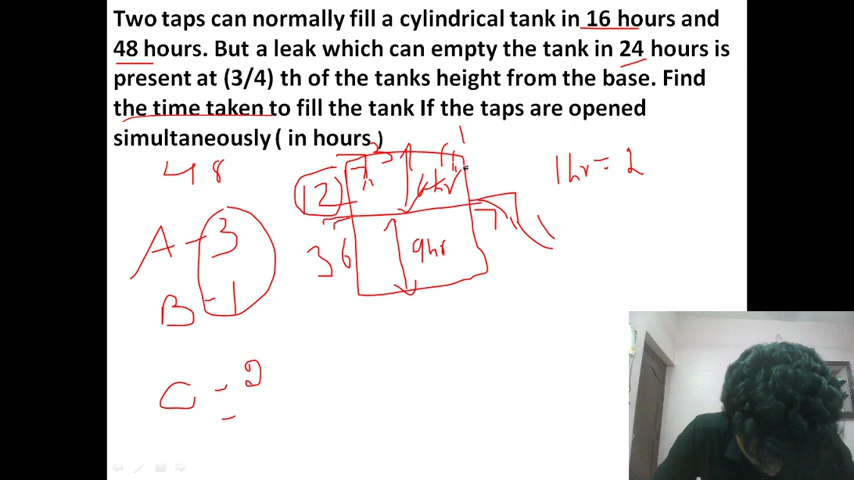 Two taps can normally fill a cylindrical tank in 16 hours and
48 hours. But a leak which can empty the tank in 24 hours is
present at (3/4) th of the tanks height from the base. Find
the time taken to fill the tank If the taps are opened
simultaneously ( in hours )
48
12
1hr = 2
A - 3
36
9hr
B - 1
C - 2